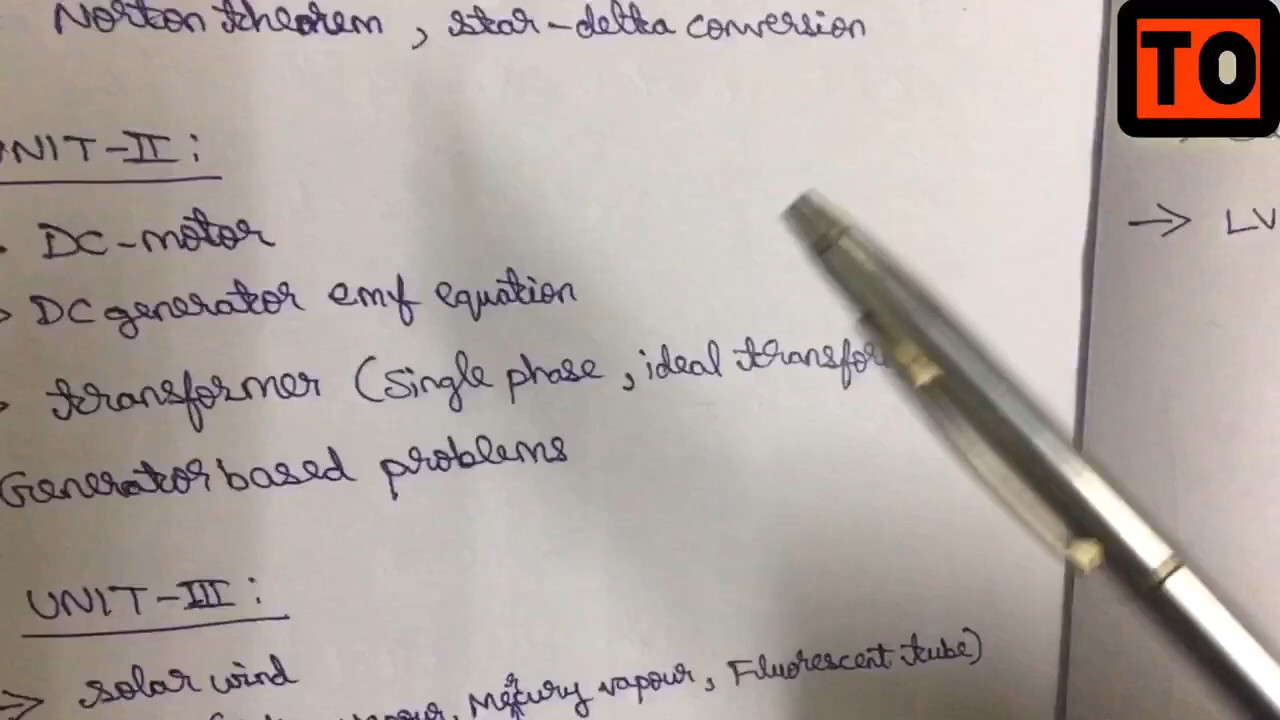 Norton theorem, star-delta conversion
TO
UNIT-II:
DC-motor
→ LV
DC generator emf equation
transformer (single phase, ideal transfor
Generator based problems
UNIT-III:
→ solar wind
Mercury vapour, Fluorescent tube)